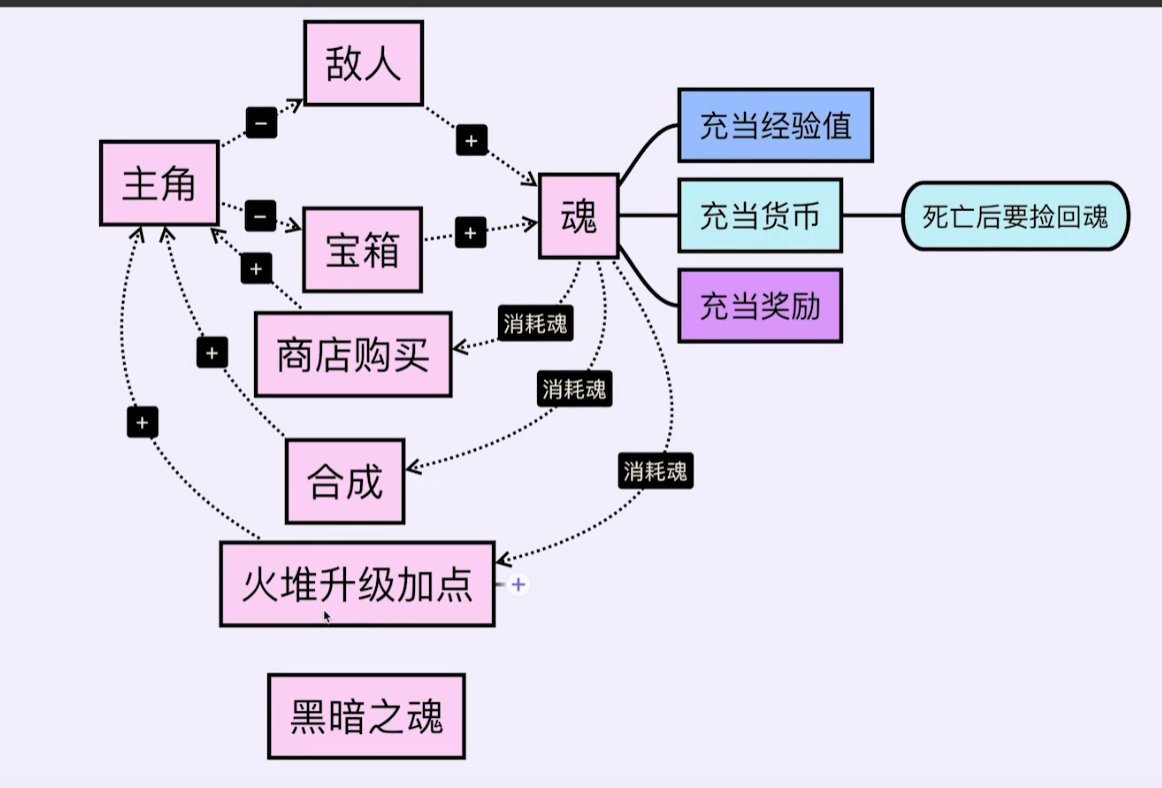 敌人
−
+
充当经验值
主角
魂
充当货币
死亡后要捡回魂
−
宝箱
+
+
充当奖励
商店购买
消耗魂
+
消耗魂
+
合成
消耗魂
火堆升级加点
+
黑暗之魂